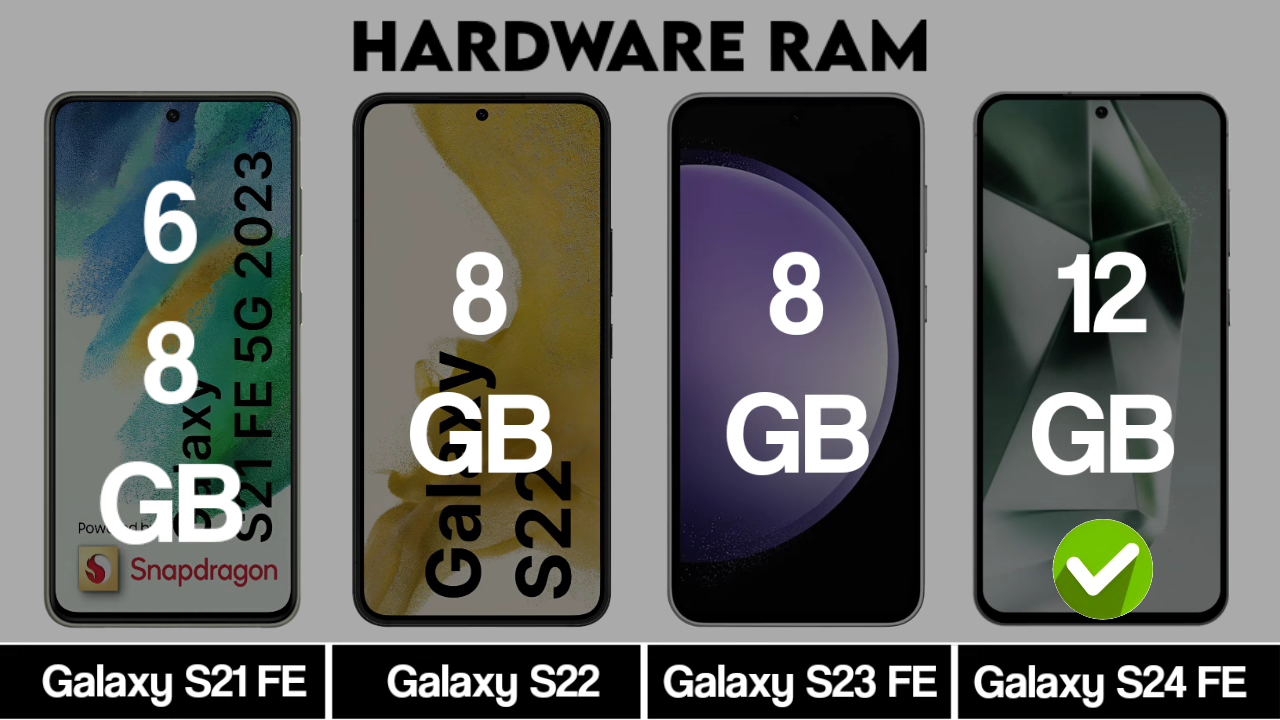 HARDWARE RAM
6
8
GB
Galaxy
S21 FE 5G 2023
Powered by
Snapdragon
8
GB
Galaxy
S22
8
GB
12
GB
Galaxy S21 FE
Galaxy S22
Galaxy S23 FE
Galaxy S24 FE